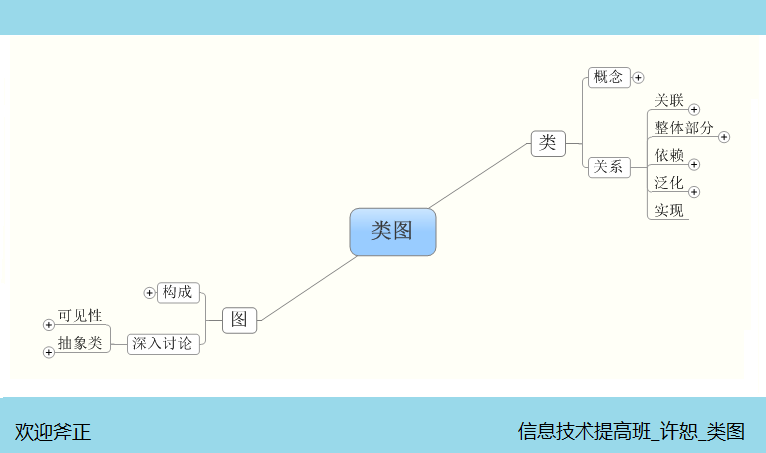 类图
类
概念
关系
关联
整体部分
依赖
泛化
实现
图
构成
深入讨论
可见性
抽象类
欢迎斧正
信息技术提高班_许恕_类图